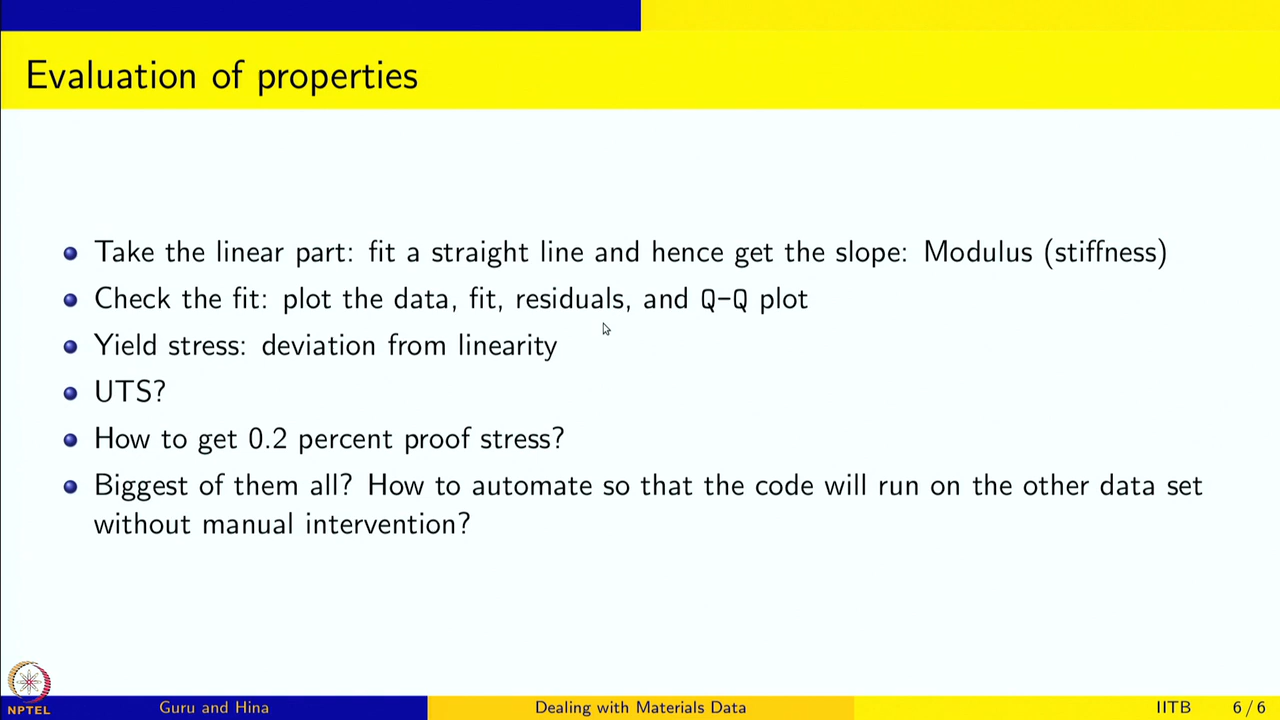 Evaluation of properties
Take the linear part: fit a straight line and hence get the slope: Modulus (stiffness)
Check the fit: plot the data, fit, residuals, and Q-Q plot
Yield stress: deviation from linearity
UTS?
How to get 0.2 percent proof stress?
Biggest of them all? How to automate so that the code will run on the other data set
without manual intervention?
NPTEL
Guru and Hina
Dealing with Materials Data
IITB
6 / 6